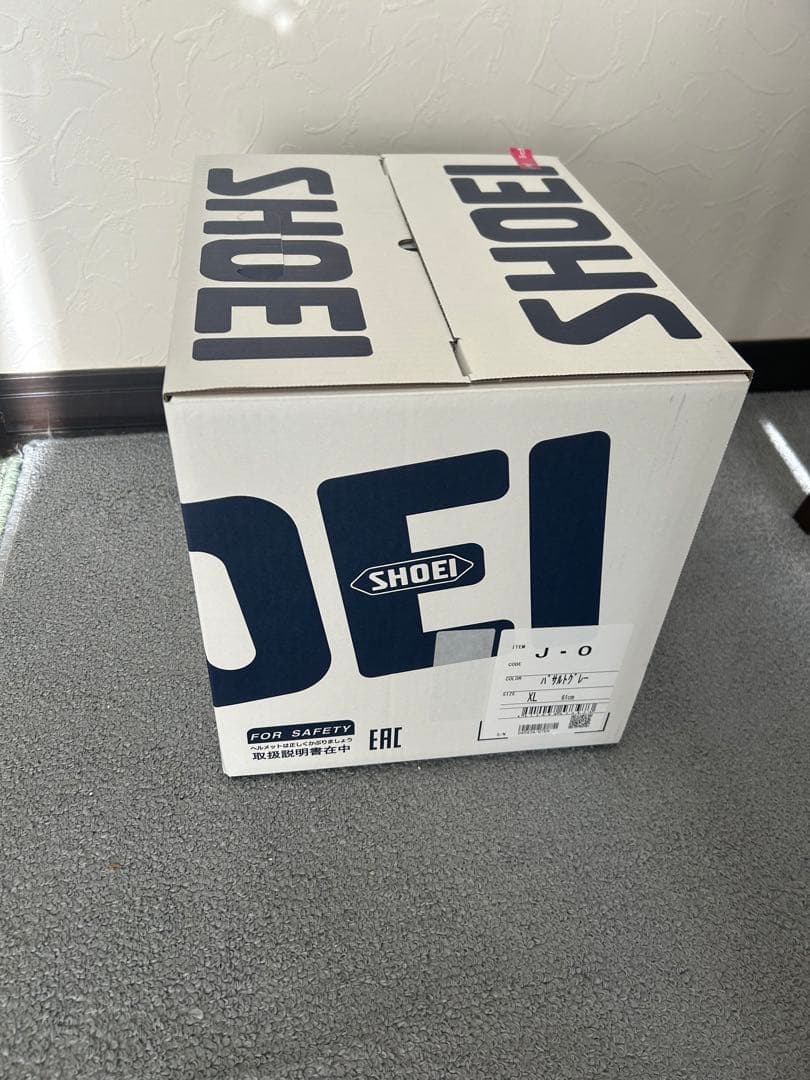 SHOEI
SHOEI
OEI
SHOEI
ITEM J - O
CODE
COLOR ﾊﾞｻﾙﾄｸﾞﾚｰ
SIZE XL 61cm
S/N
FOR SAFETY
ヘルメットは正しくかぶりましょう
取扱説明書在中
EAC